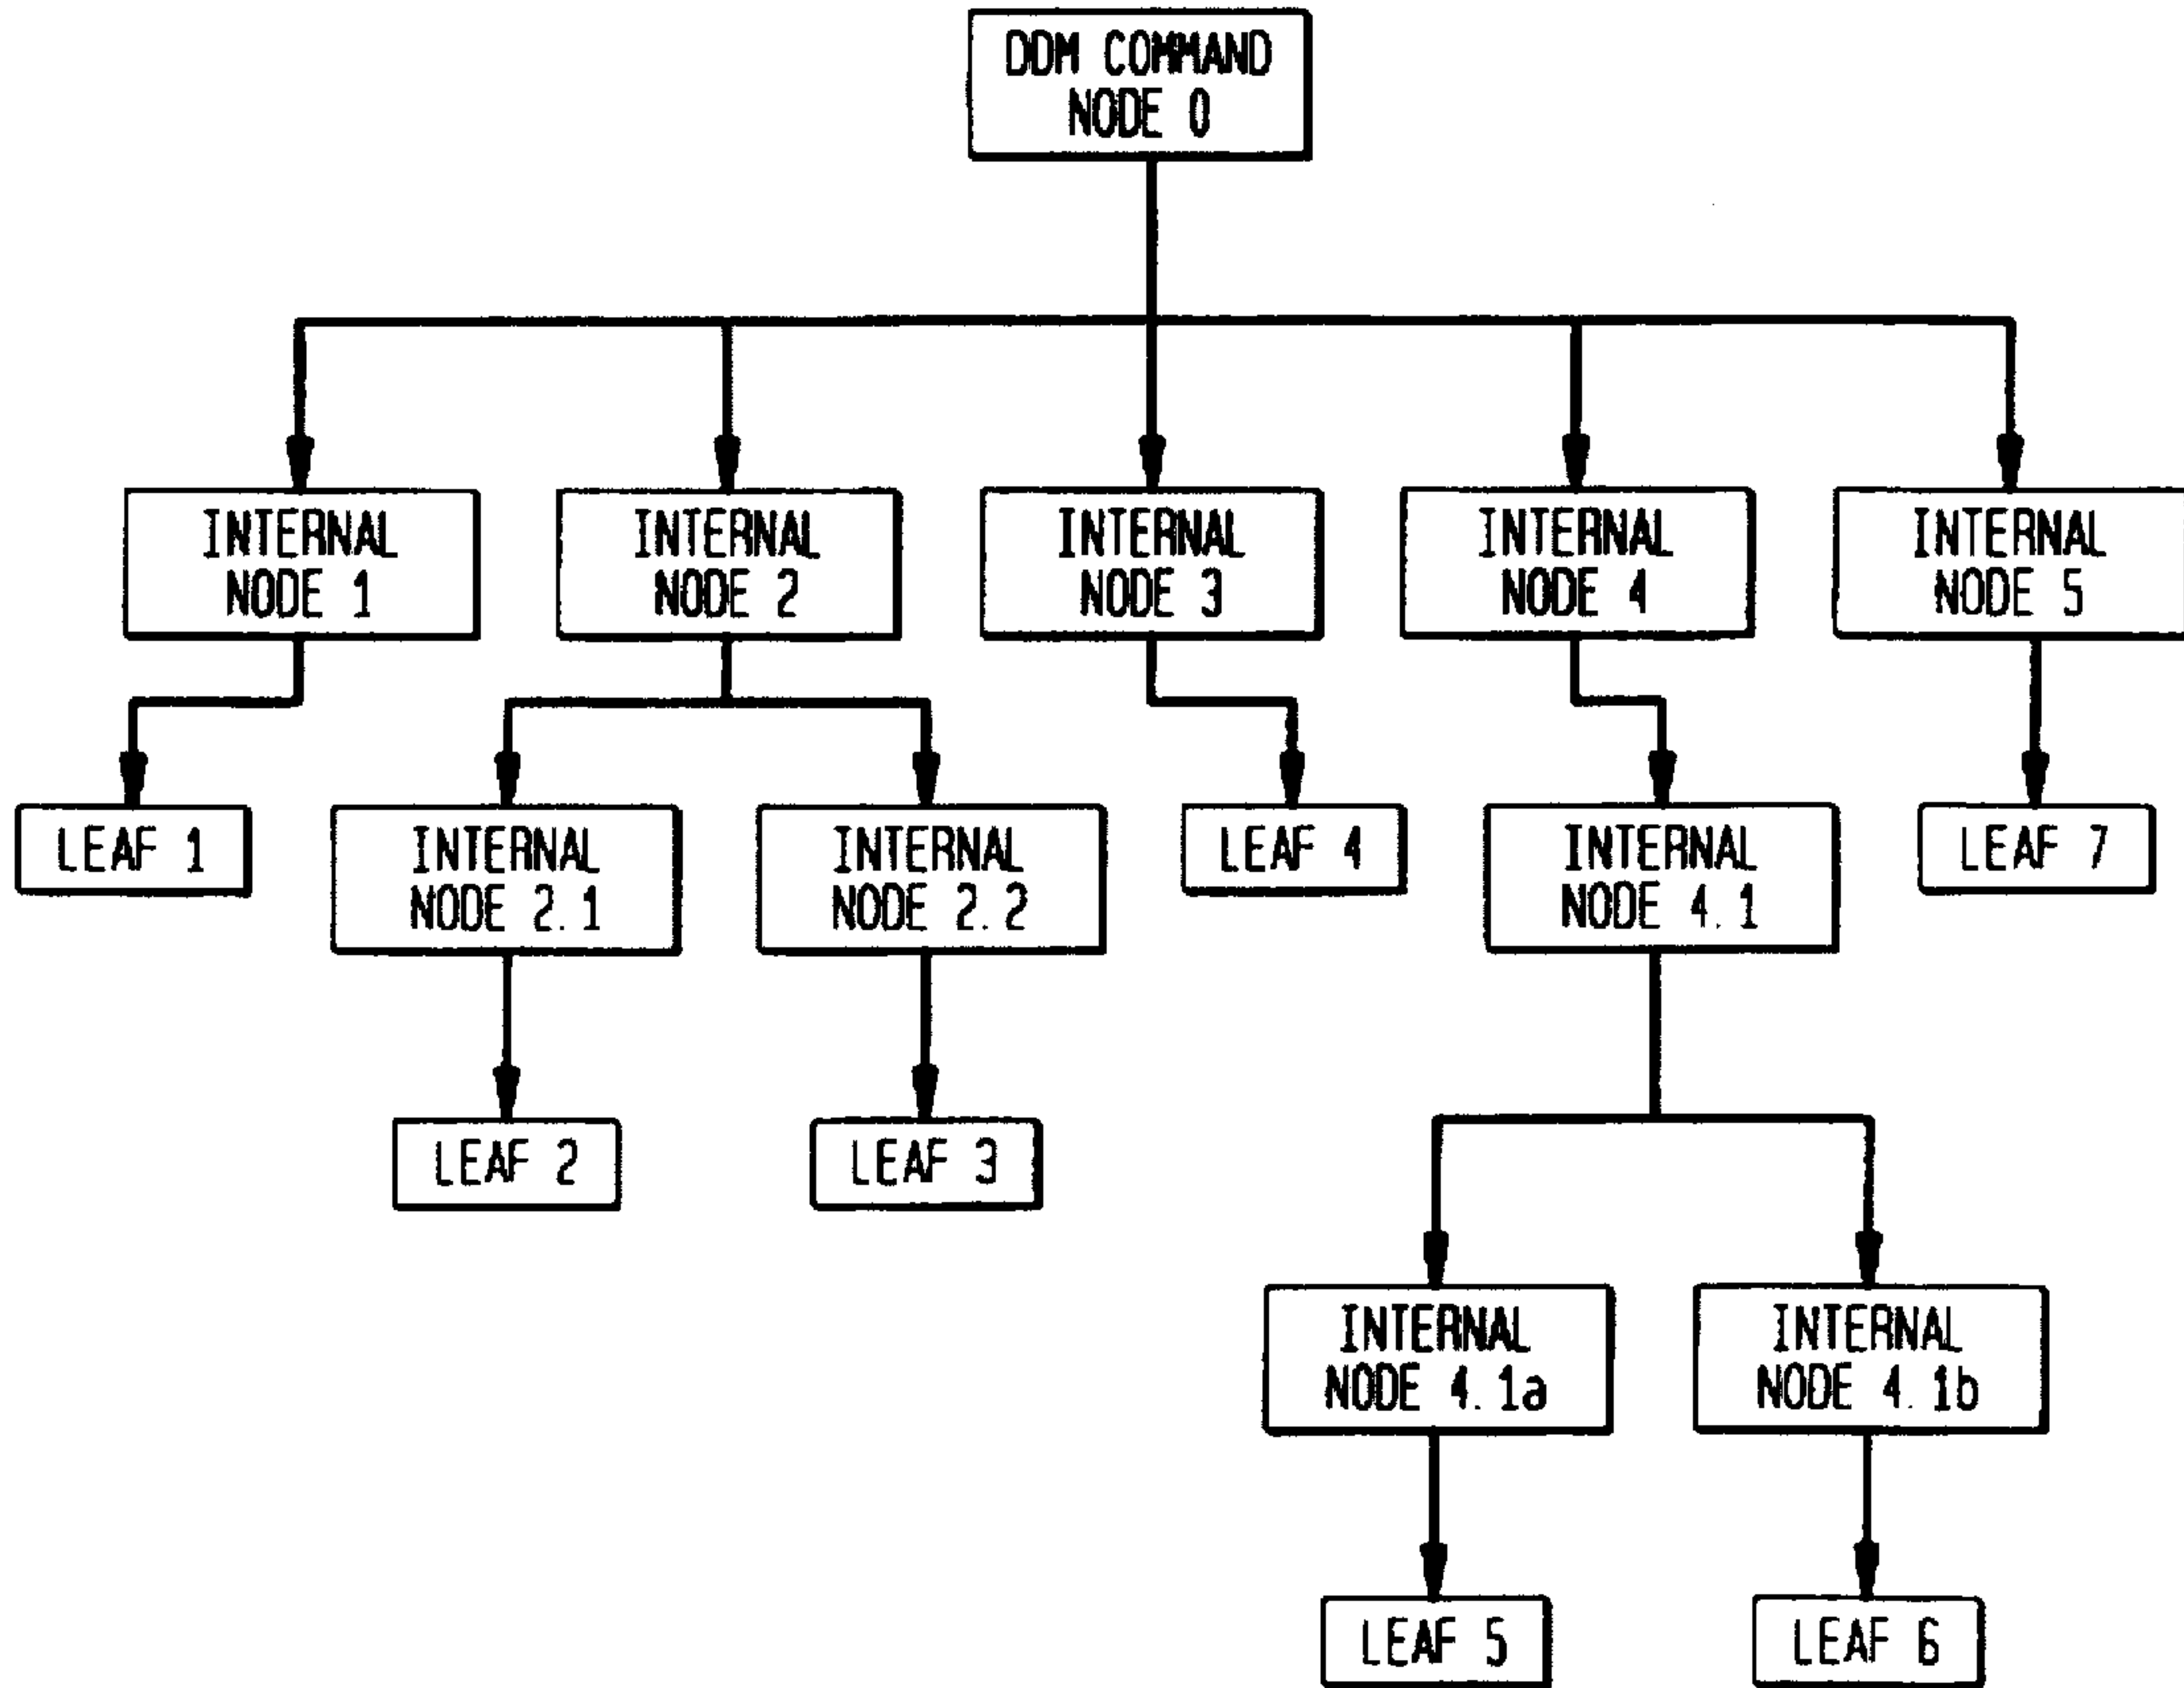 DDM COMMAND
NODE 0
INTERNAL
NODE 1
INTERNAL
NODE 2
INTERNAL
NODE 3
INTERNAL
NODE 4
INTERNAL
NODE 5
LEAF 1
INTERNAL
NODE 2.1
INTERNAL
NODE 2.2
LEAF 4
INTERNAL
NODE 4.1
LEAF 7
LEAF 2
LEAF 3
INTERNAL
NODE 4.1a
INTERNAL
NODE 4.1b
LEAF 5
LEAF 6